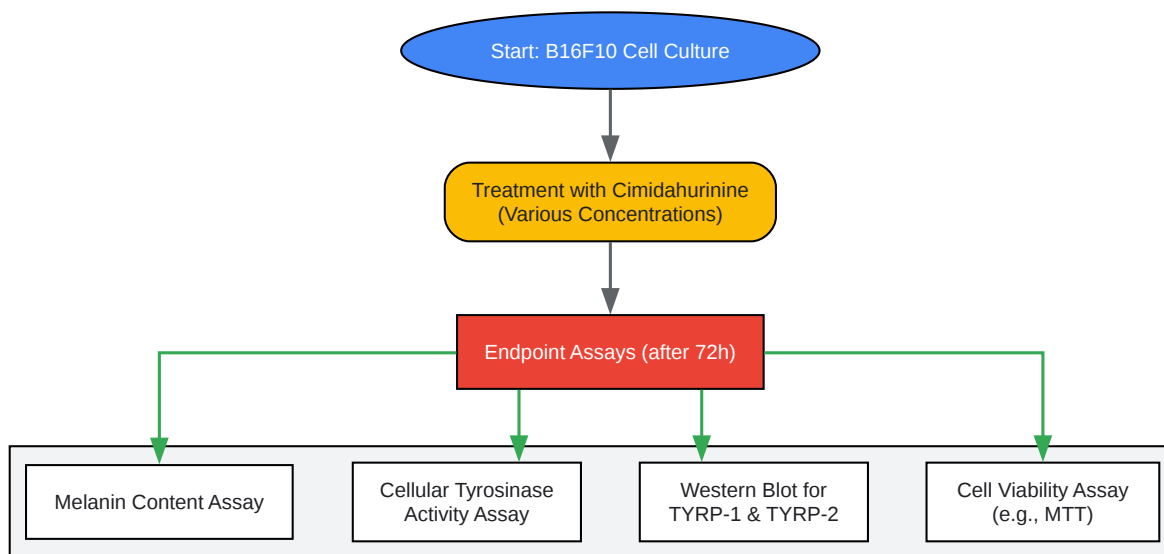 Start: B16F10 Cell Culture
Treatment with Cimidahurinine
(Various Concentrations)
Endpoint Assays (after 72h)
Melanin Content Assay
Cellular Tyrosinase
Activity Assay
Western Blot for
TYRP-1 & TYRP-2
Cell Viability Assay
(e.g., MTT)